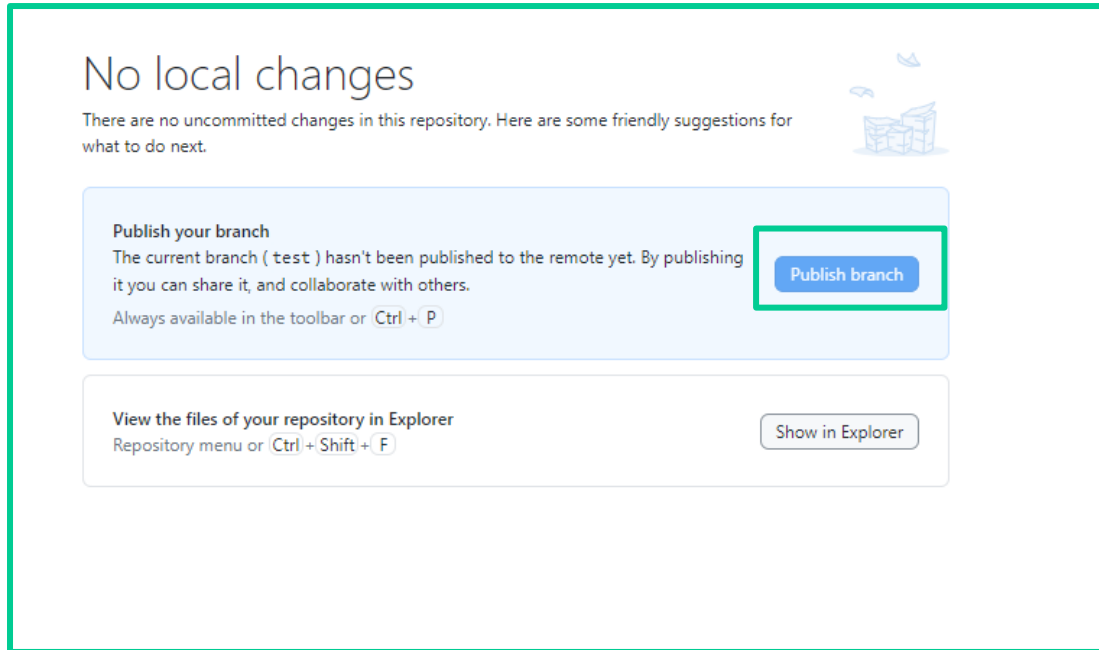 No local changes
There are no uncommitted changes in this repository. Here are some friendly suggestions for
what to do next.
Publish your branch
The current branch ( test ) hasn't been published to the remote yet. By publishing
it you can share it, and collaborate with others.
Always available in the toolbar or Ctrl + P
Publish branch
View the files of your repository in Explorer
Repository menu or Ctrl + Shift + F
Show in Explorer